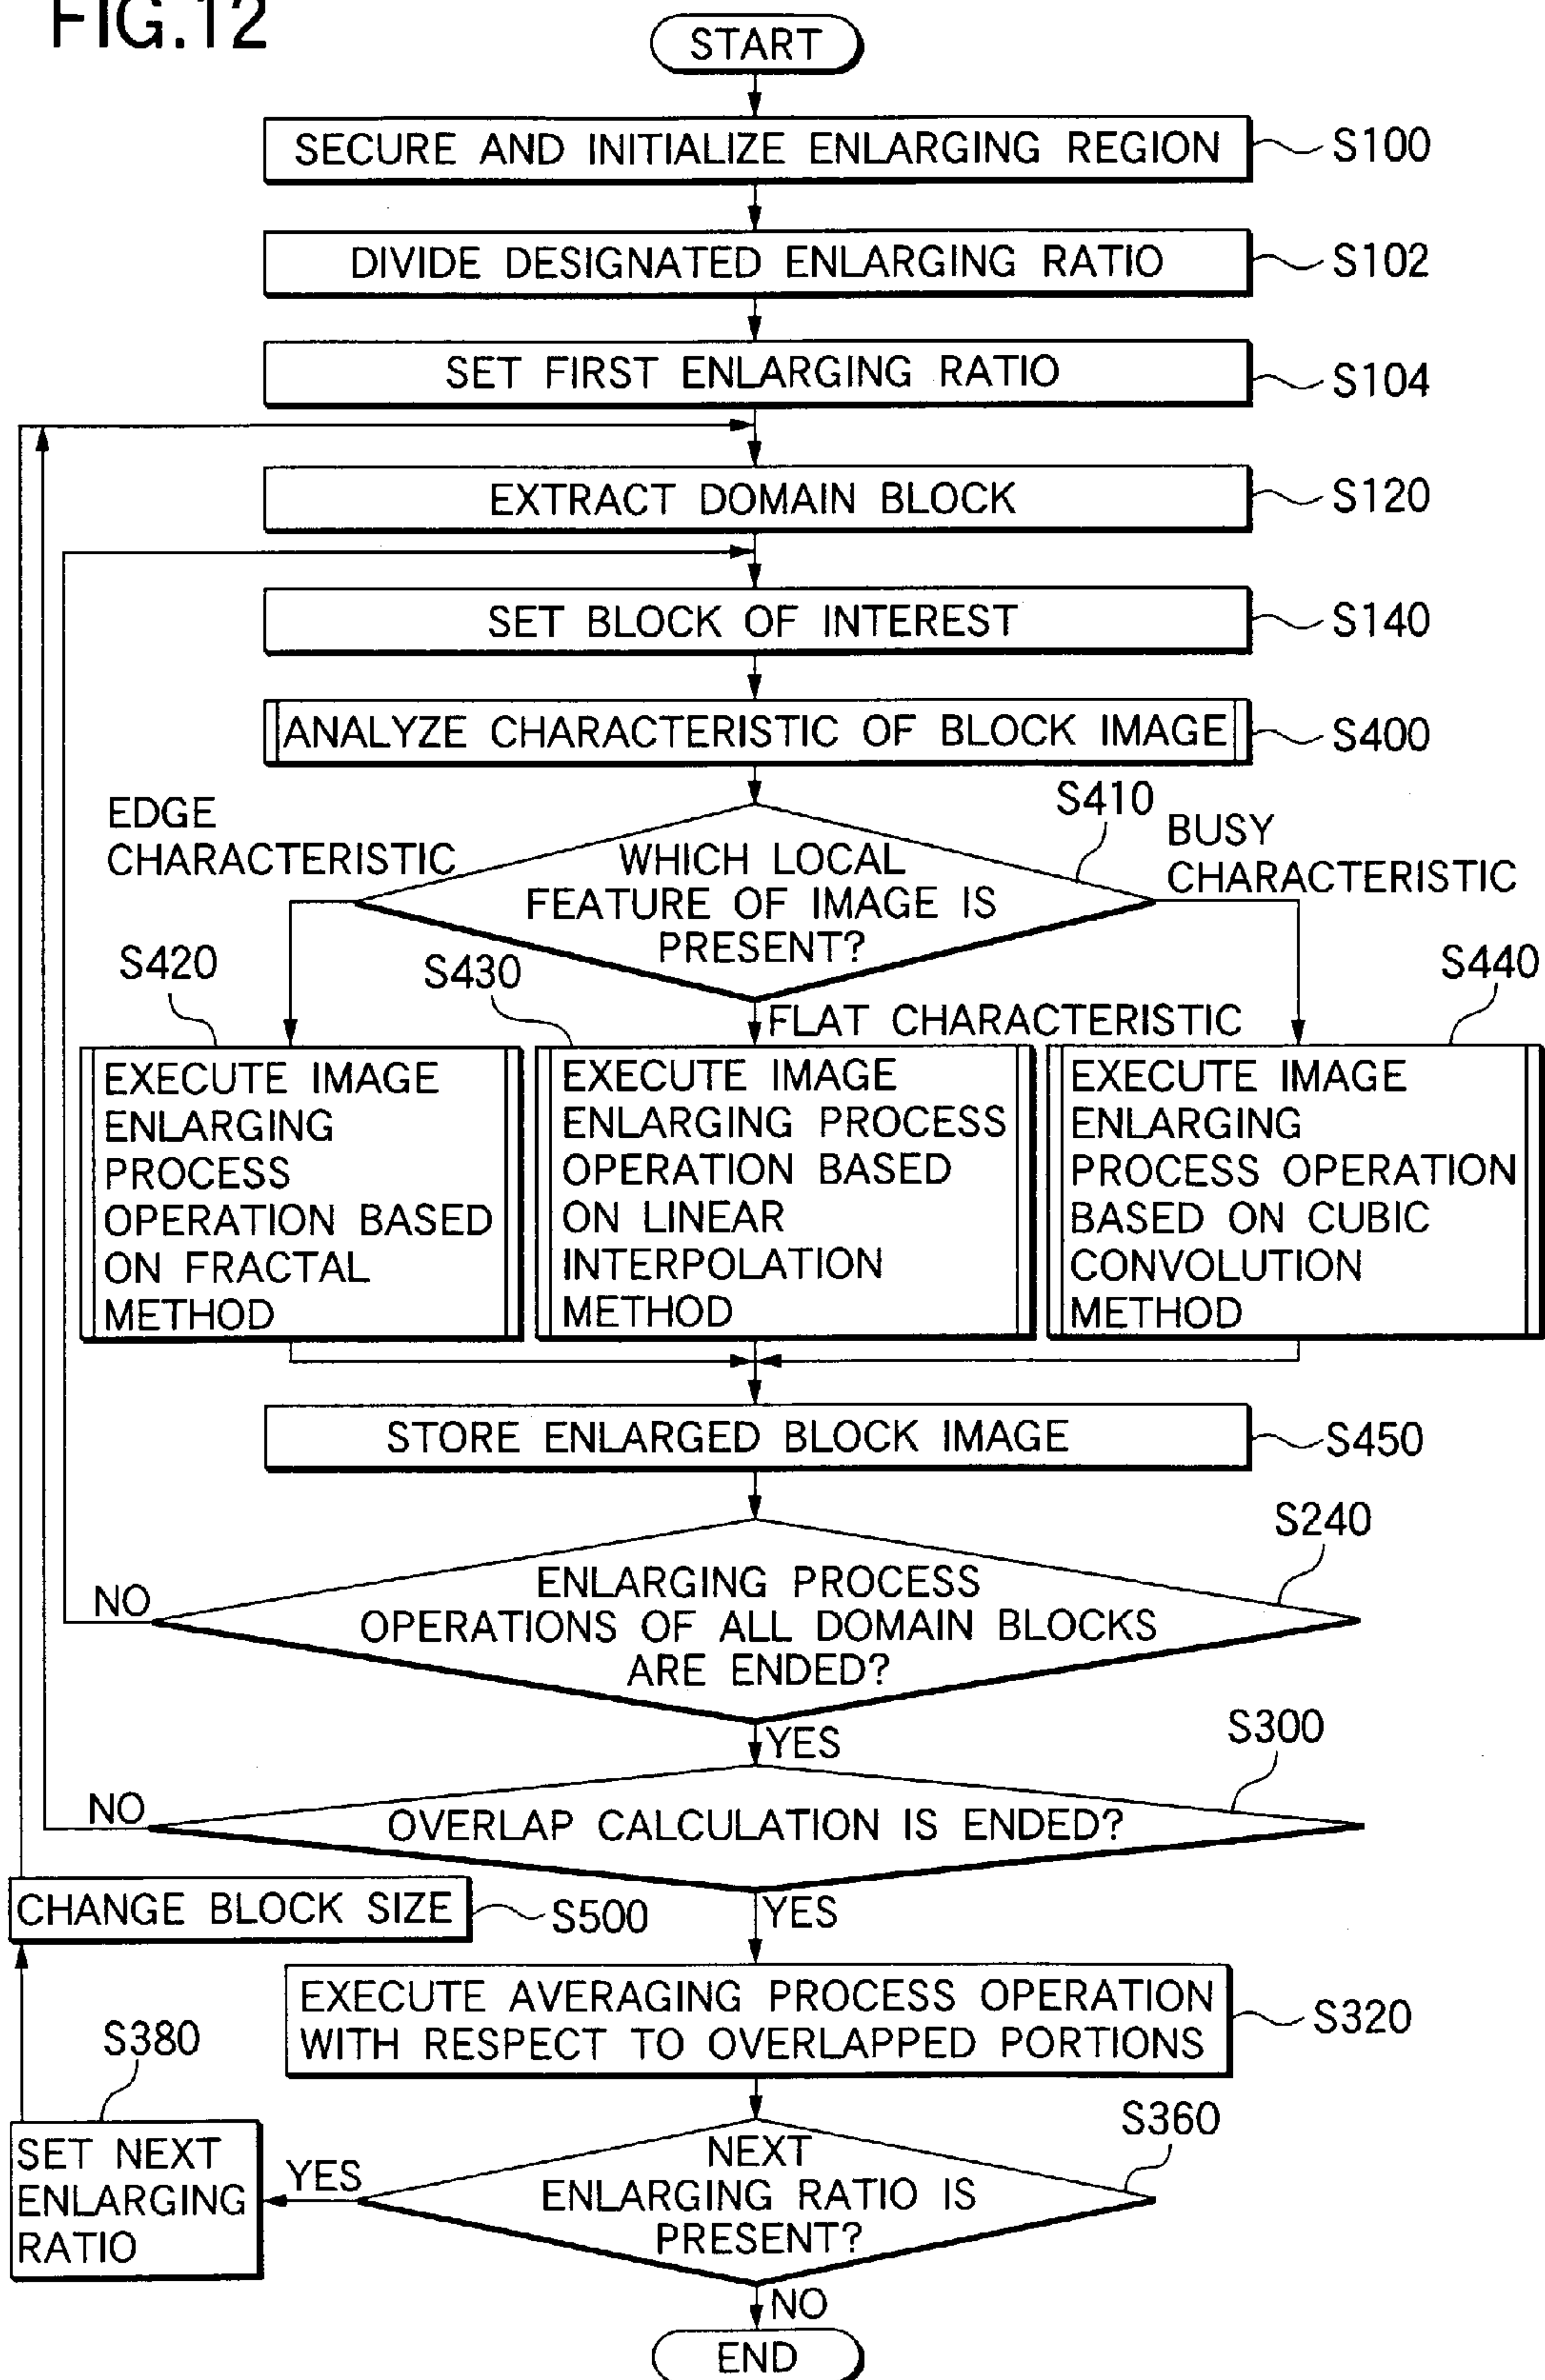 FIG.12
START
SECURE AND INITIALIZE ENLARGING REGION
S100
DIVIDE DESIGNATED ENLARGING RATIO
S102
SET FIRST ENLARGING RATIO
S104
EXTRACT DOMAIN BLOCK
S120
SET BLOCK OF INTEREST
S140
ANALYZE CHARACTERISTIC OF BLOCK IMAGE
S400
EDGE
CHARACTERISTIC
WHICH LOCAL
FEATURE OF IMAGE IS
PRESENT?
S410
BUSY
CHARACTERISTIC
FLAT CHARACTERISTIC
S420
EXECUTE IMAGE
ENLARGING
PROCESS
OPERATION BASED
ON FRACTAL
METHOD
S430
EXECUTE IMAGE
ENLARGING PROCESS
OPERATION BASED
ON LINEAR
INTERPOLATION
METHOD
S440
EXECUTE IMAGE
ENLARGING
PROCESS OPERATION
BASED ON CUBIC
CONVOLUTION
METHOD
STORE ENLARGED BLOCK IMAGE
S450
S240
ENLARGING PROCESS
OPERATIONS OF ALL DOMAIN BLOCKS
ARE ENDED?
NO
YES
S300
OVERLAP CALCULATION IS ENDED?
NO
YES
CHANGE BLOCK SIZE
S500
EXECUTE AVERAGING PROCESS OPERATION
WITH RESPECT TO OVERLAPPED PORTIONS
S320
S380
SET NEXT
ENLARGING
RATIO
YES
S360
NEXT
ENLARGING RATIO IS
PRESENT?
NO
END